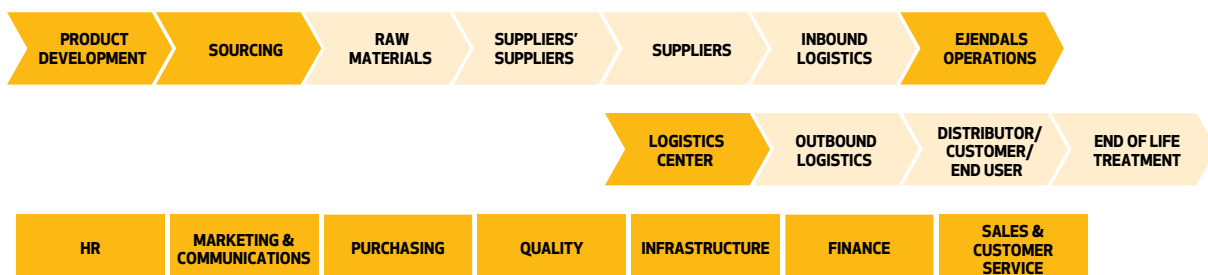 PRODUCT
DEVELOPMENT
SOURCING
RAW
MATERIALS
SUPPLIERS’
SUPPLIERS
SUPPLIERS
INBOUND
LOGISTICS
EJENDALS
OPERATIONS
LOGISTICS
CENTER
OUTBOUND
LOGISTICS
DISTRIBUTOR/
CUSTOMER/
END USER
END OF LIFE
TREATMENT
HR
MARKETING &
COMMUNICATIONS
PURCHASING
QUALITY
INFRASTRUCTURE
FINANCE
SALES &
CUSTOMER
SERVICE